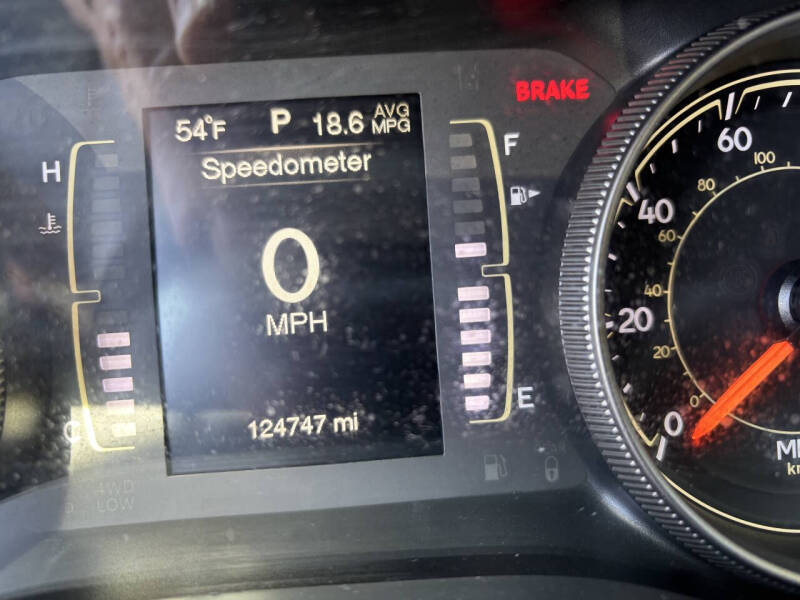 BRAKE
54°F P 18.6 AVG MPG
Speedometer
0
MPH
124747 mi
H
C
F
E
4WD LOW
0
20
40
60
0
20
40
60
80
100